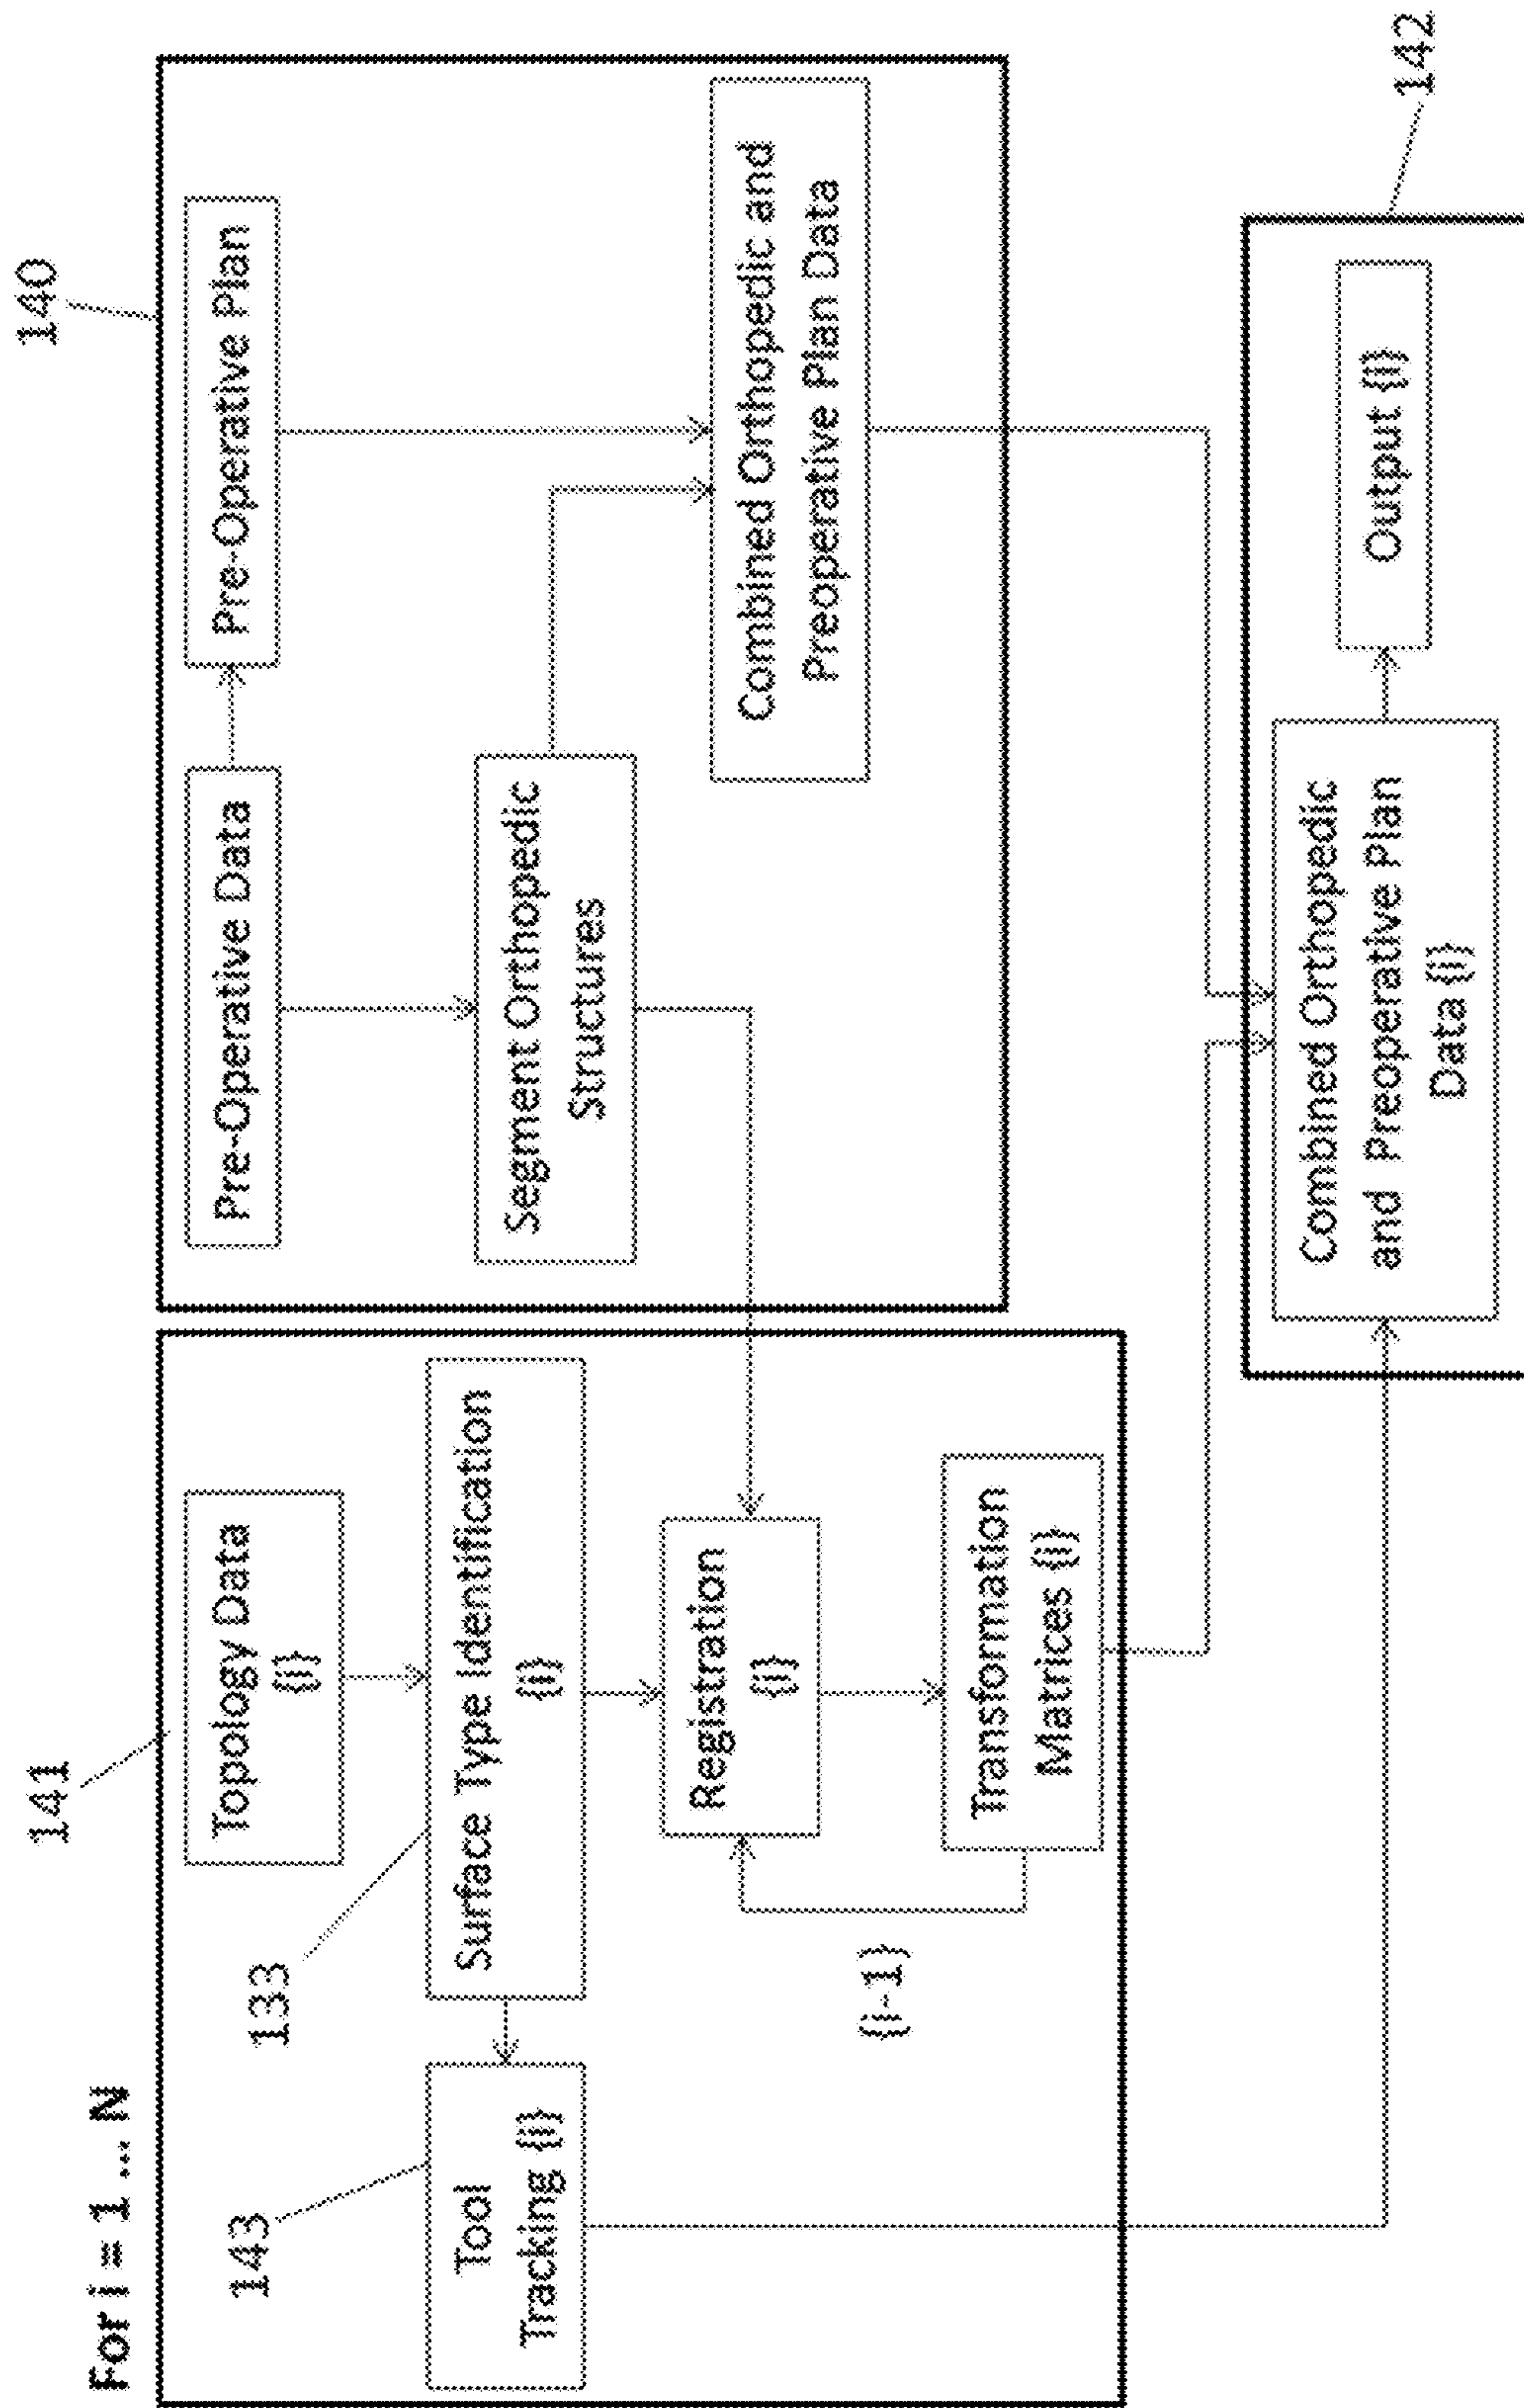 For i = 1 ... N
141
140
133
143
Topology Data
{i}
Surface Type Identification
{i}
Tool
Tracking {i}
Registration
{i}
{i-1}
Transformation
Matrices {i}
Pre-Operative Data
Pre-Operative Plan
Segment Orthopedic
Structures
Combined Orthopedic and
Preoperative Plan Data
142
Combined Orthopedic
and Preoperative Plan
Data {i}
Output {i}